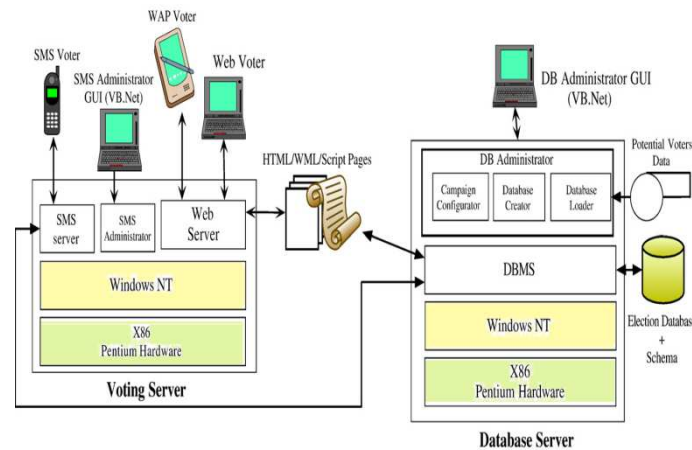 WAP Voter
SMS Voter
SMS Administrator
GUI (VB.Net)
Web Voter
DB Administrator GUI
(VB.Net)
HTML/WML/Script Pages
Potential Voters
Data
DB Administrator
Campaign
Configurator
Database
Creator
Database
Loader
SMS
server
SMS
Administrator
Web
Server
DBMS
Windows NT
X86
Pentium Hardware
Voting Server
Windows NT
X86
Pentium Hardware
Database Server
Election Databas
+
Schema